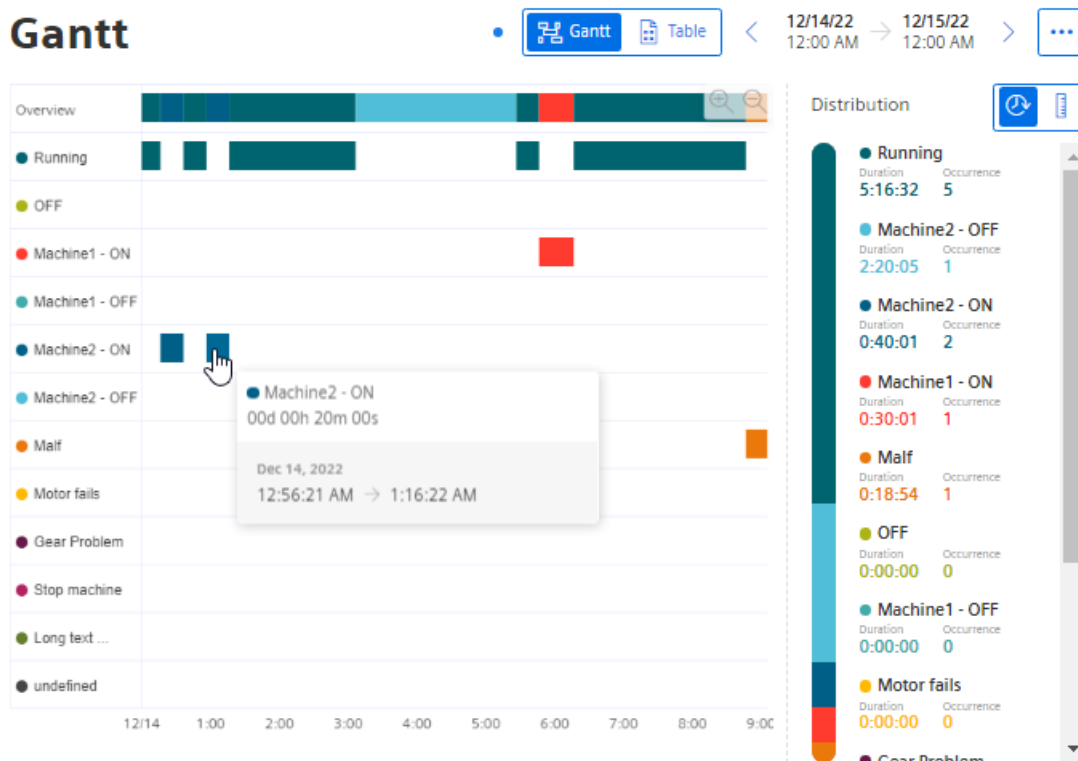 Gantt
Gantt
Table
12/14/22
12:00 AM
12/15/22
12:00 AM
Overview
Running
OFF
Machine1 - ON
Machine1 - OFF
Machine2 - ON
Machine2 - OFF
Malf
Motor fails
Gear Problem
Stop machine
Long text ...
undefined
Machine2 - ON
00d 00h 20m 00s
Dec 14, 2022
12:56:21 AM → 1:16:22 AM
12/14 1:00 2:00 3:00 4:00 5:00 6:00 7:00 8:00 9:00
Distribution
Running
Duration Occurrence
5:16:32 5
Machine2 - OFF
Duration Occurrence
2:20:05 1
Machine2 - ON
Duration Occurrence
0:40:01 2
Machine1 - ON
Duration Occurrence
0:30:01 1
Malf
Duration Occurrence
0:18:54 1
OFF
Duration Occurrence
0:00:00 0
Machine1 - OFF
Duration Occurrence
0:00:00 0
Motor fails
Duration Occurrence
0:00:00 0
Gear Problem